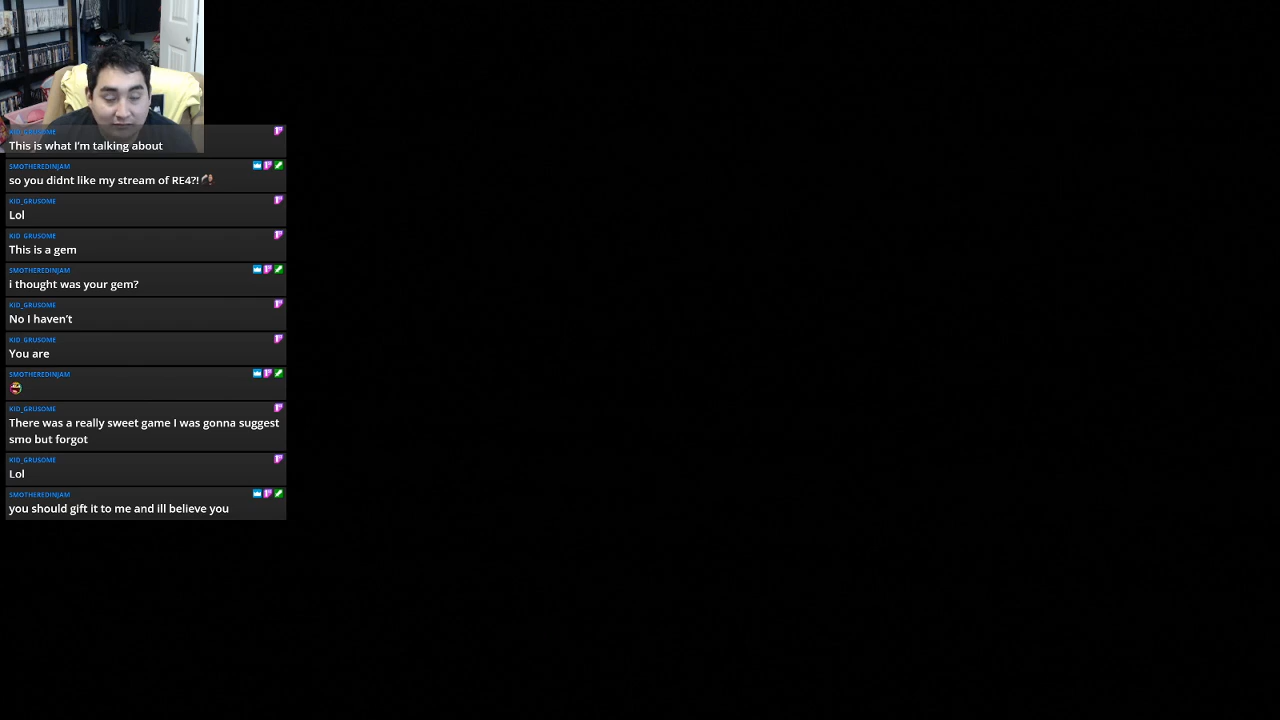 KID_GRUSOME
This is what I'm talking about
SMOTHEREDINJAM
so you didnt like my stream of RE4?!
KID_GRUSOME
Lol
KID_GRUSOME
This is a gem
SMOTHEREDINJAM
i thought was your gem?
KID_GRUSOME
No I haven't
KID_GRUSOME
You are
SMOTHEREDINJAM
KID_GRUSOME
There was a really sweet game I was gonna suggest
smo but forgot
KID_GRUSOME
Lol
SMOTHEREDINJAM
you should gift it to me and ill believe you